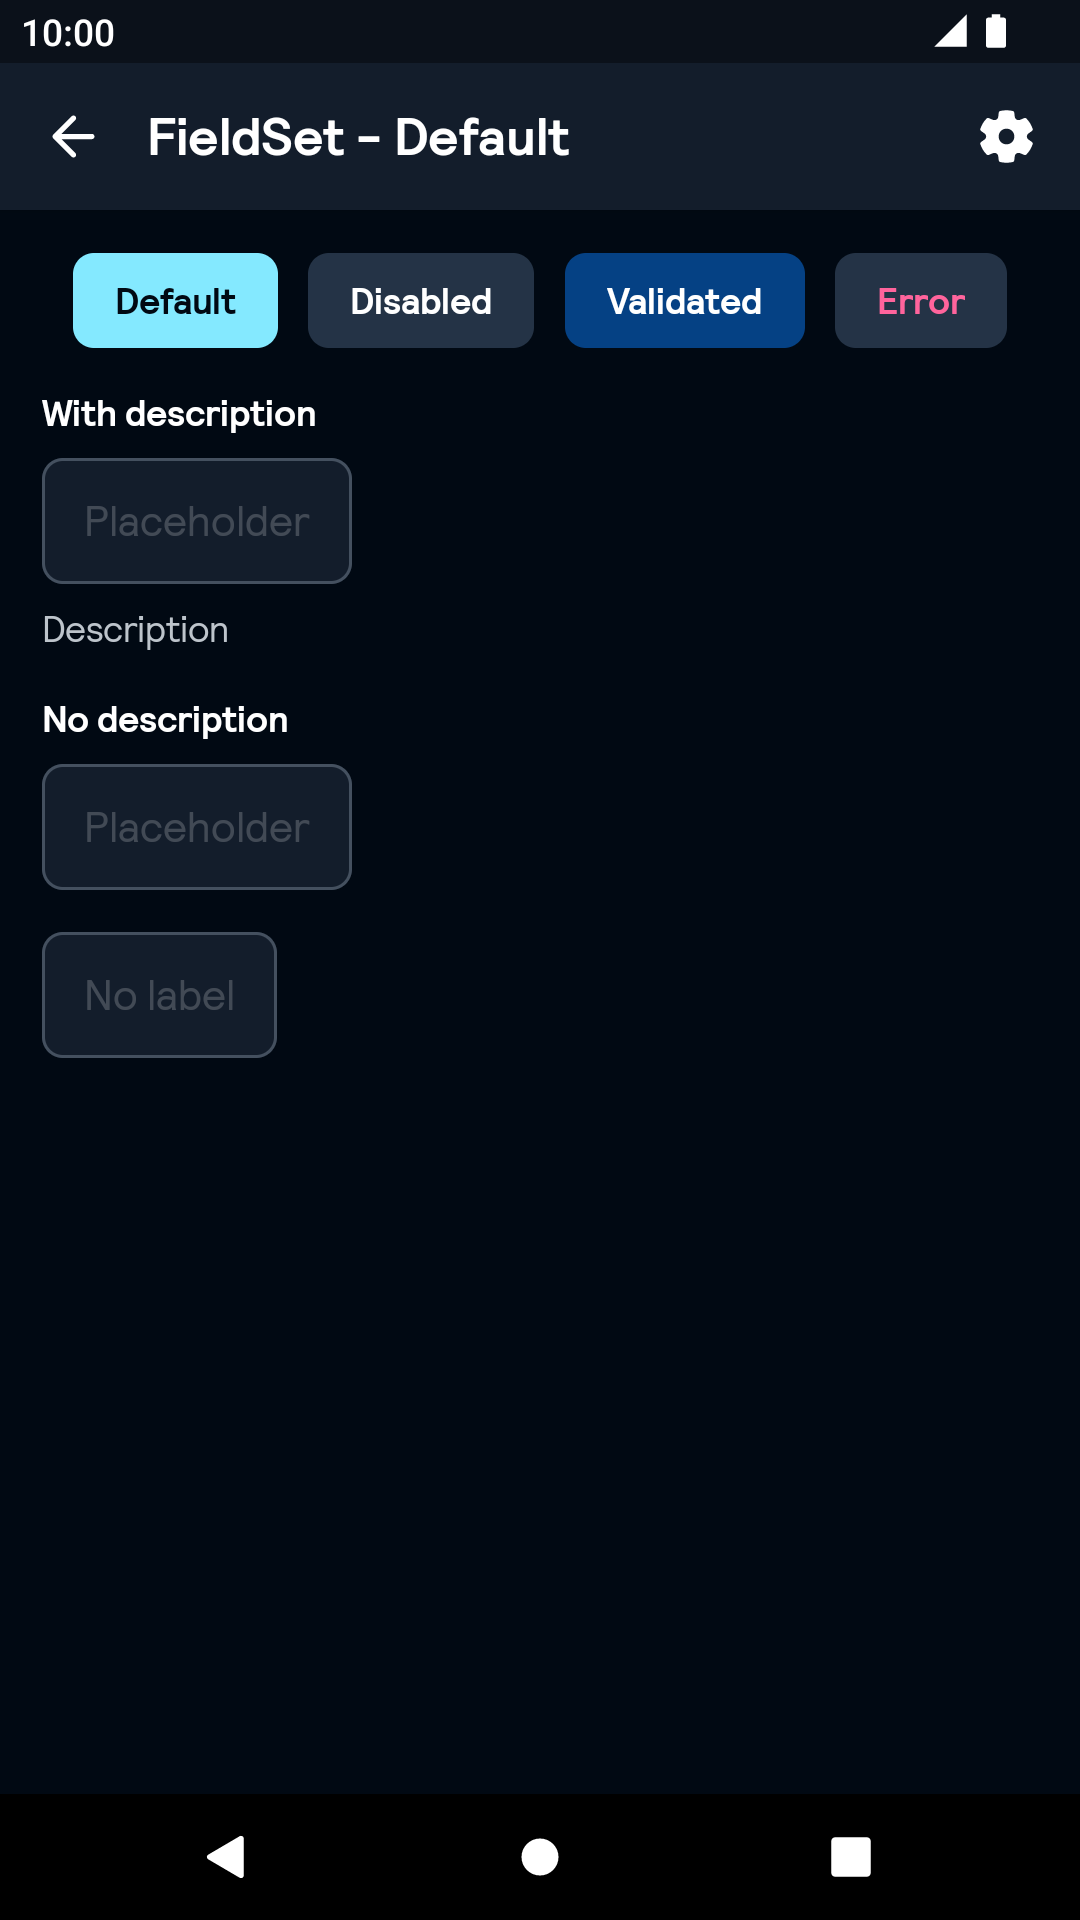 10:00
FieldSet - Default
Default Disabled Validated Error
With description
Placeholder
Description
No description
Placeholder
No label